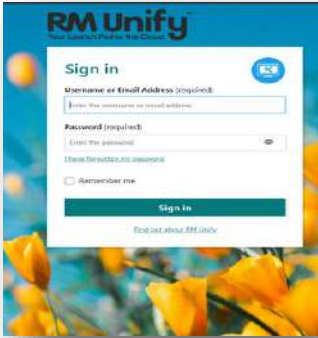 RM Unify
Your Launch Pad to the Cloud
Sign in
Username or Email Address (required)
Enter the username or email address
Password (required)
Enter the password
I have forgotten my password
Remember me
Sign in
Find out about RM Unify